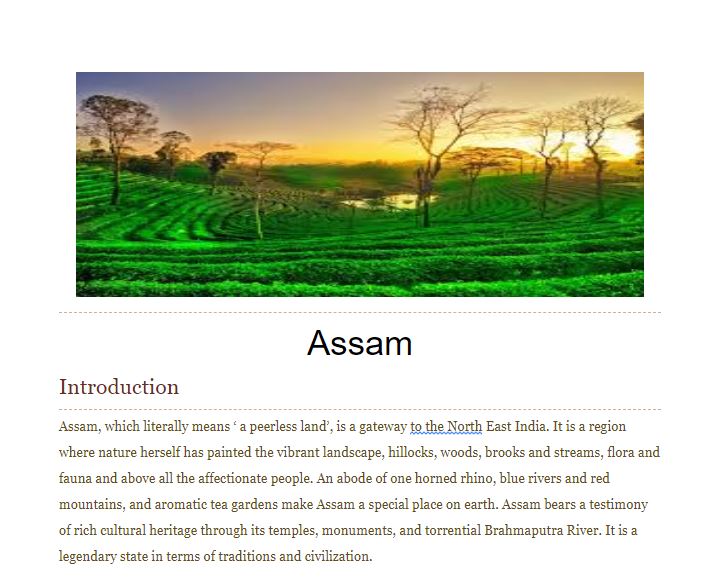 Assam
Introduction
Assam, which literally means ‘ a peerless land’, is a gateway to the North East India. It is a region
where nature herself has painted the vibrant landscape, hillocks, woods, brooks and streams, flora and
fauna and above all the affectionate people. An abode of one horned rhino, blue rivers and red
mountains, and aromatic tea gardens make Assam a special place on earth. Assam bears a testimony
of rich cultural heritage through its temples, monuments, and torrential Brahmaputra River. It is a
legendary state in terms of traditions and civilization.